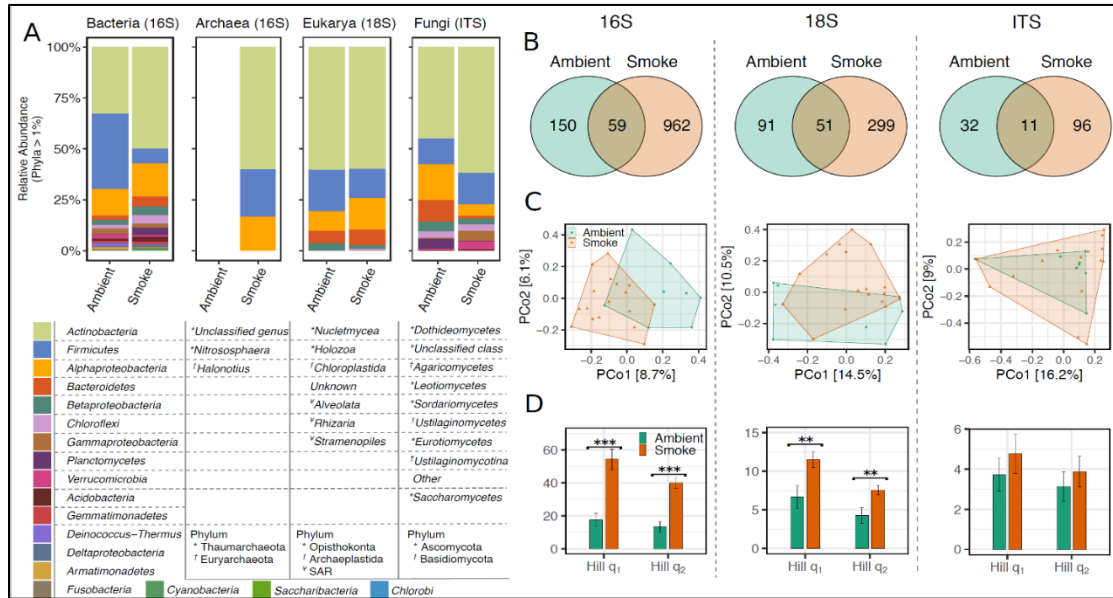 A
Bacteria (16S) Archaea (16S) Eukarya (18S) Fungi (ITS)
Relative Abundance
(Phyla > 1%)
100%
75%
50%
25%
0%
Ambient Smoke Ambient Smoke Ambient Smoke Ambient Smoke
Actinobacteria *Unclassified genus *Nucletmycea *Dothideomycetes
Firmicutes *Nitrososphaera *Holozoa *Unclassified class
Alphaproteobacteria †Halonotius †Chloroplastida †Agaricomycetes
Bacteroidetes Unknown *Leotiomycetes
Betaproteobacteria ¥Alveolata *Sordariomycetes
Chloroflexi ¥Rhizaria †Ustilaginomycetes
Gammaproteobacteria ¥Stramenopiles *Eurotiomycetes
Planctomycetes †Ustilaginomycotina
Verrucomicrobia Other
Acidobacteria *Saccharomycetes
Gemmatimonadetes
Deinococcus−Thermus Phylum Phylum Phylum
Deltaproteobacteria * Thaumarchaeota * Opisthokonta * Ascomycota
Armatimonadetes † Euryarchaeota † Archaeplastida † Basidiomycota
¥ SAR
Fusobacteria Cyanobacteria Saccharibacteria Chlorobi
B
16S 18S ITS
Ambient Smoke Ambient Smoke Ambient Smoke
150 59 962 91 51 299 32 11 96
C
Ambient
Smoke
PCo2 [6.1%]
0.4
0.2
0.0
−0.2
−0.2 0.0 0.2 0.4
PCo1 [8.7%]
PCo2 [10.5%]
0.4
0.2
0.0
−0.2
−0.4 −0.2 0.0 0.2 0.4
PCo1 [14.5%]
PCo2 [9%]
0.2
0.0
−0.2
−0.4
−0.6 −0.4 −0.2 0.0 0.2
PCo1 [16.2%]
D
Ambient
Smoke
60
40
20
0
*** ***
Hill q1 Hill q2
15
10
5
0
** **
Hill q1 Hill q2
6
4
2
0
Hill q1 Hill q2